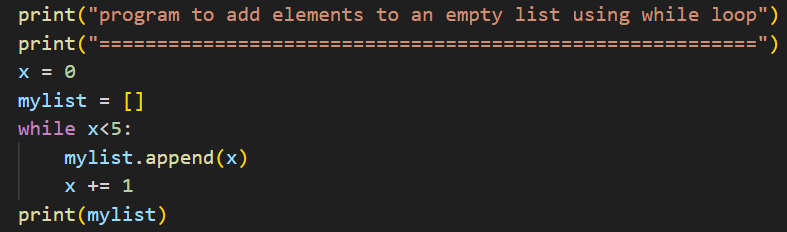 print("program to add elements to an empty list using while loop")
print("=========================================================")
x = 0
mylist = []
while x<5:
    mylist.append(x)
    x += 1
print(mylist)